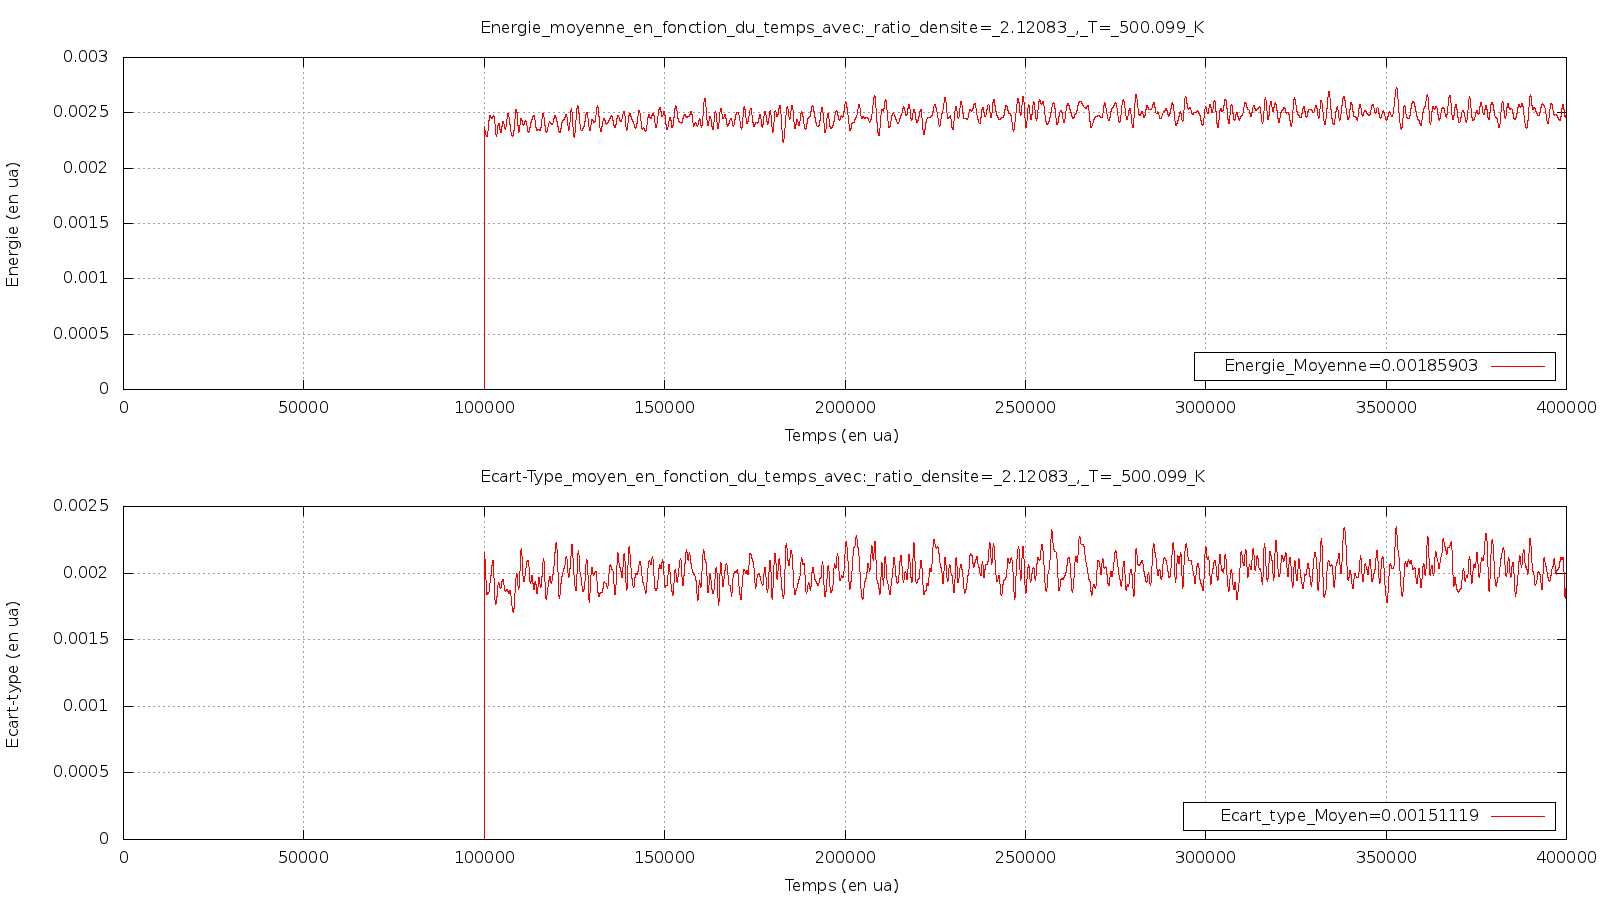 Energie_moyenne_en_fonction_du_temps_avec:_ratio_densite=_2.12083_,_T=_500.099_K
0.003
0.0025
0.002
0.0015
0.001
0.0005
0
Energie (en ua)
Energie_Moyenne=0.00185903
0 50000 100000 150000 200000 250000 300000 350000 400000
Temps (en ua)
Ecart-Type_moyen_en_fonction_du_temps_avec:_ratio_densite=_2.12083_,_T=_500.099_K
0.0025
0.002
0.0015
0.001
0.0005
0
Ecart-type (en ua)
Ecart_type_Moyen=0.00151119
0 50000 100000 150000 200000 250000 300000 350000 400000
Temps (en ua)